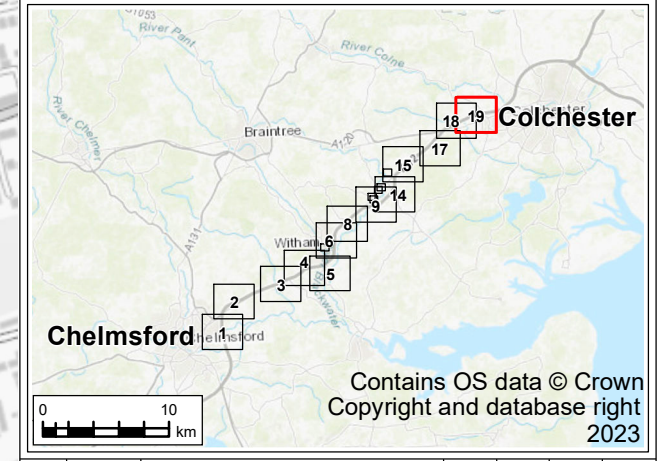 A1053
River Pant
River Colne
River Chelmer
Braintree
A120
18 19 Colchester
17
15
14
9
8
A131
Witham
6
4
5
3
2
Chelmsford
1
0 10
km
Contains OS data © Crown
Copyright and database right
2023